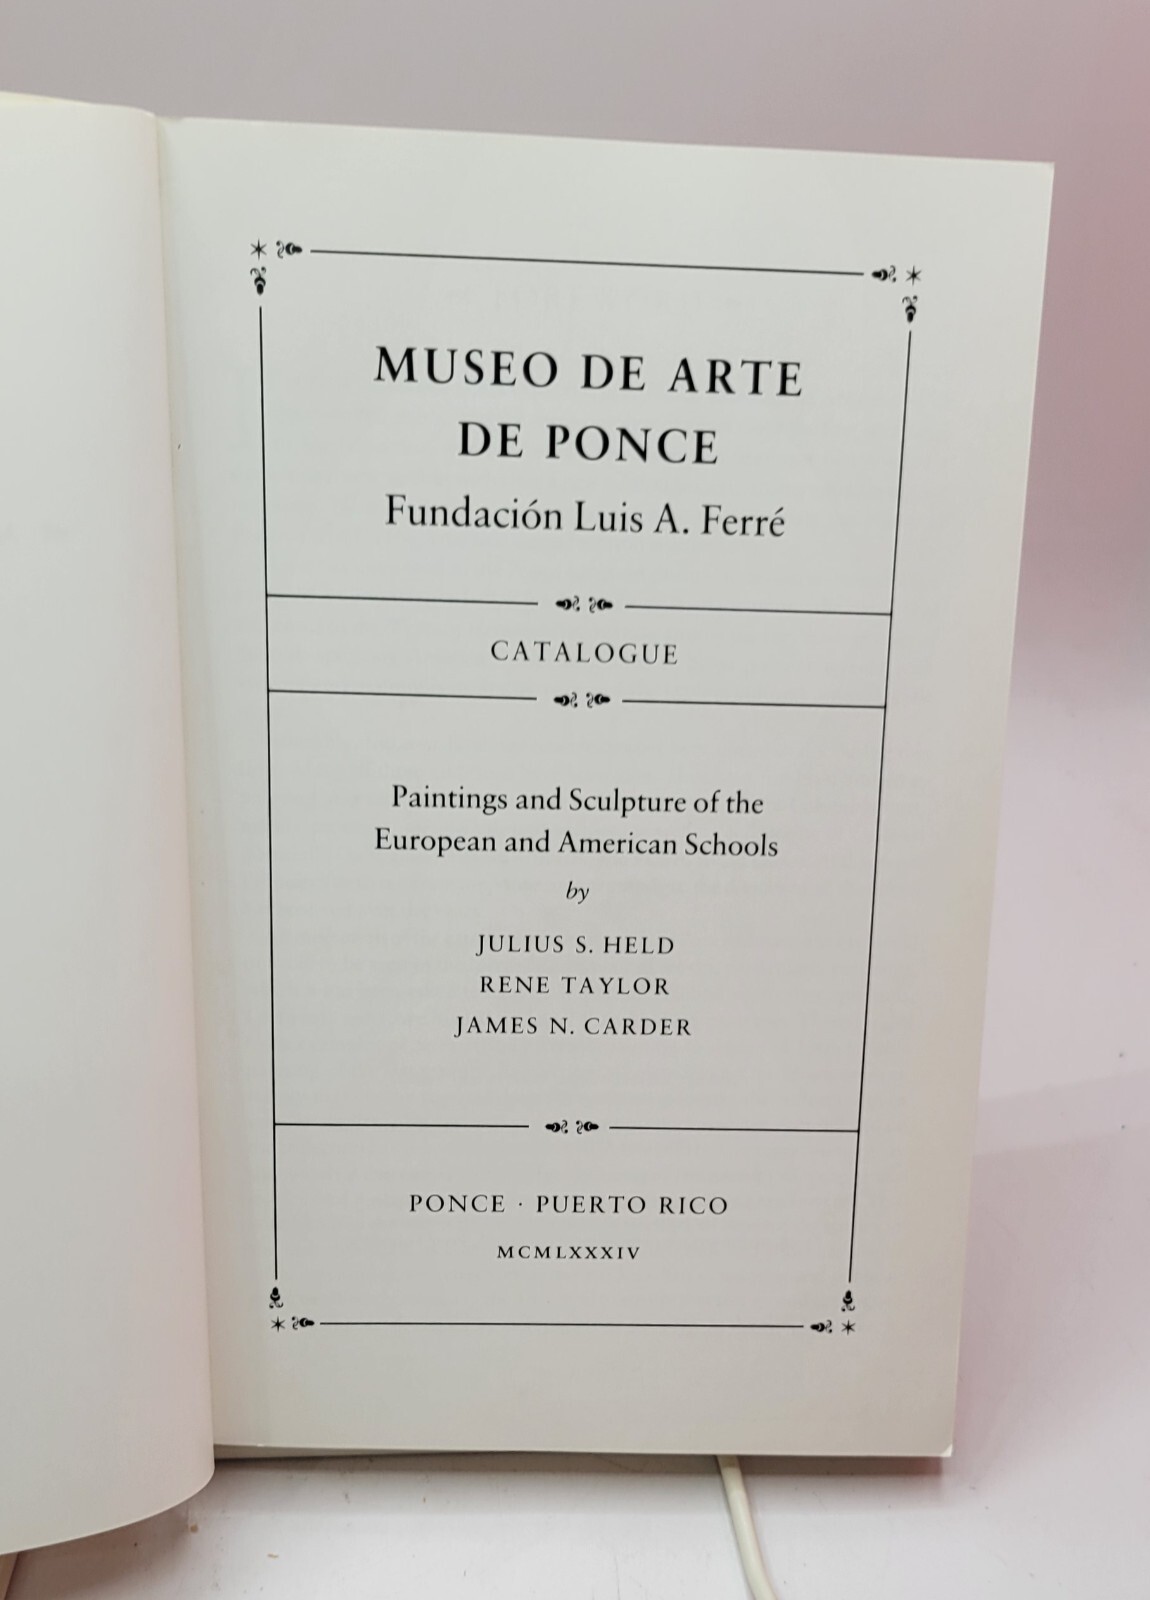 MUSEO DE ARTE
DE PONCE
Fundación Luis A. Ferré
CATALOGUE
Paintings and Sculpture of the
European and American Schools
by
JULIUS S. HELD
RENE TAYLOR
JAMES N. CARDER
PONCE · PUERTO RICO
MCMLXXXIV